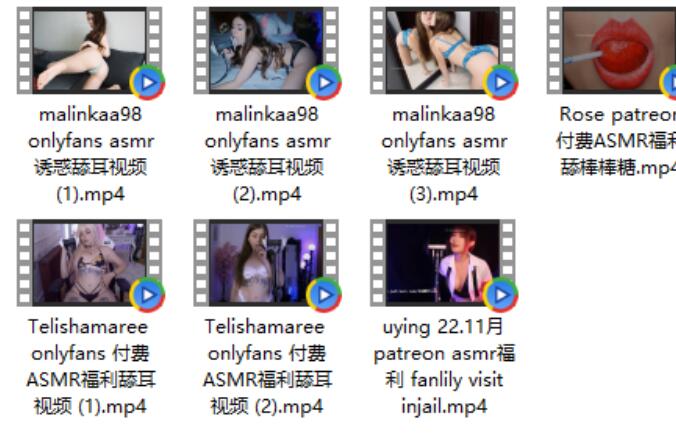 malinkaa98
onlyfans asmr
诱惑舔耳视频
(1).mp4
malinkaa98
onlyfans asmr
诱惑舔耳视频
(2).mp4
malinkaa98
onlyfans asmr
诱惑舔耳视频
(3).mp4
Rose patreon
付费ASMR福利
舔棒棒糖.mp4
Telishamaree
onlyfans 付费
ASMR福利舔耳
视频 (1).mp4
Telishamaree
onlyfans 付费
ASMR福利舔耳
视频 (2).mp4
uying 22.11月
patreon asmr福
利 fanlily visit
injail.mp4